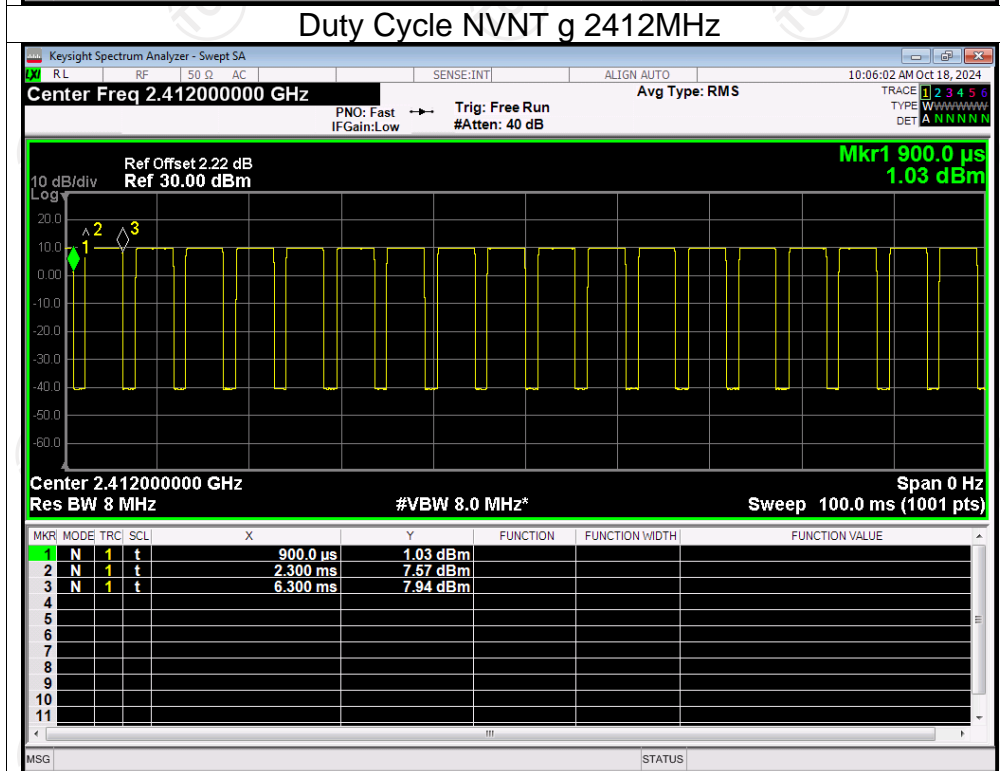 Duty Cycle NVNT g 2412MHz
Keysight Spectrum Analyzer - Swept SA
LXI RL RF 50 Ω AC SENSE:INT ALIGN AUTO 10:06:02 AM Oct 18, 2024
Center Freq 2.412000000 GHz
PNO: Fast
IFGain:Low
Trig: Free Run
#Atten: 40 dB
Avg Type: RMS
TRACE 1 2 3 4 5 6
TYPE WWWWWW
DET A N N N N N
Ref Offset 2.22 dB
10 dB/div Ref 30.00 dBm
Log
Mkr1 900.0 µs
1.03 dBm
20.0
10.0
0.00
-10.0
-20.0
-30.0
-40.0
-50.0
-60.0
1
2
3
Center 2.412000000 GHz Span 0 Hz
Res BW 8 MHz #VBW 8.0 MHz* Sweep 100.0 ms (1001 pts)
MKR MODE TRC SCL X Y FUNCTION FUNCTION WIDTH FUNCTION VALUE
1 N 1 t 900.0 µs 1.03 dBm
2 N 1 t 2.300 ms 7.57 dBm
3 N 1 t 6.300 ms 7.94 dBm
4
5
6
7
8
9
10
11
MSG STATUS